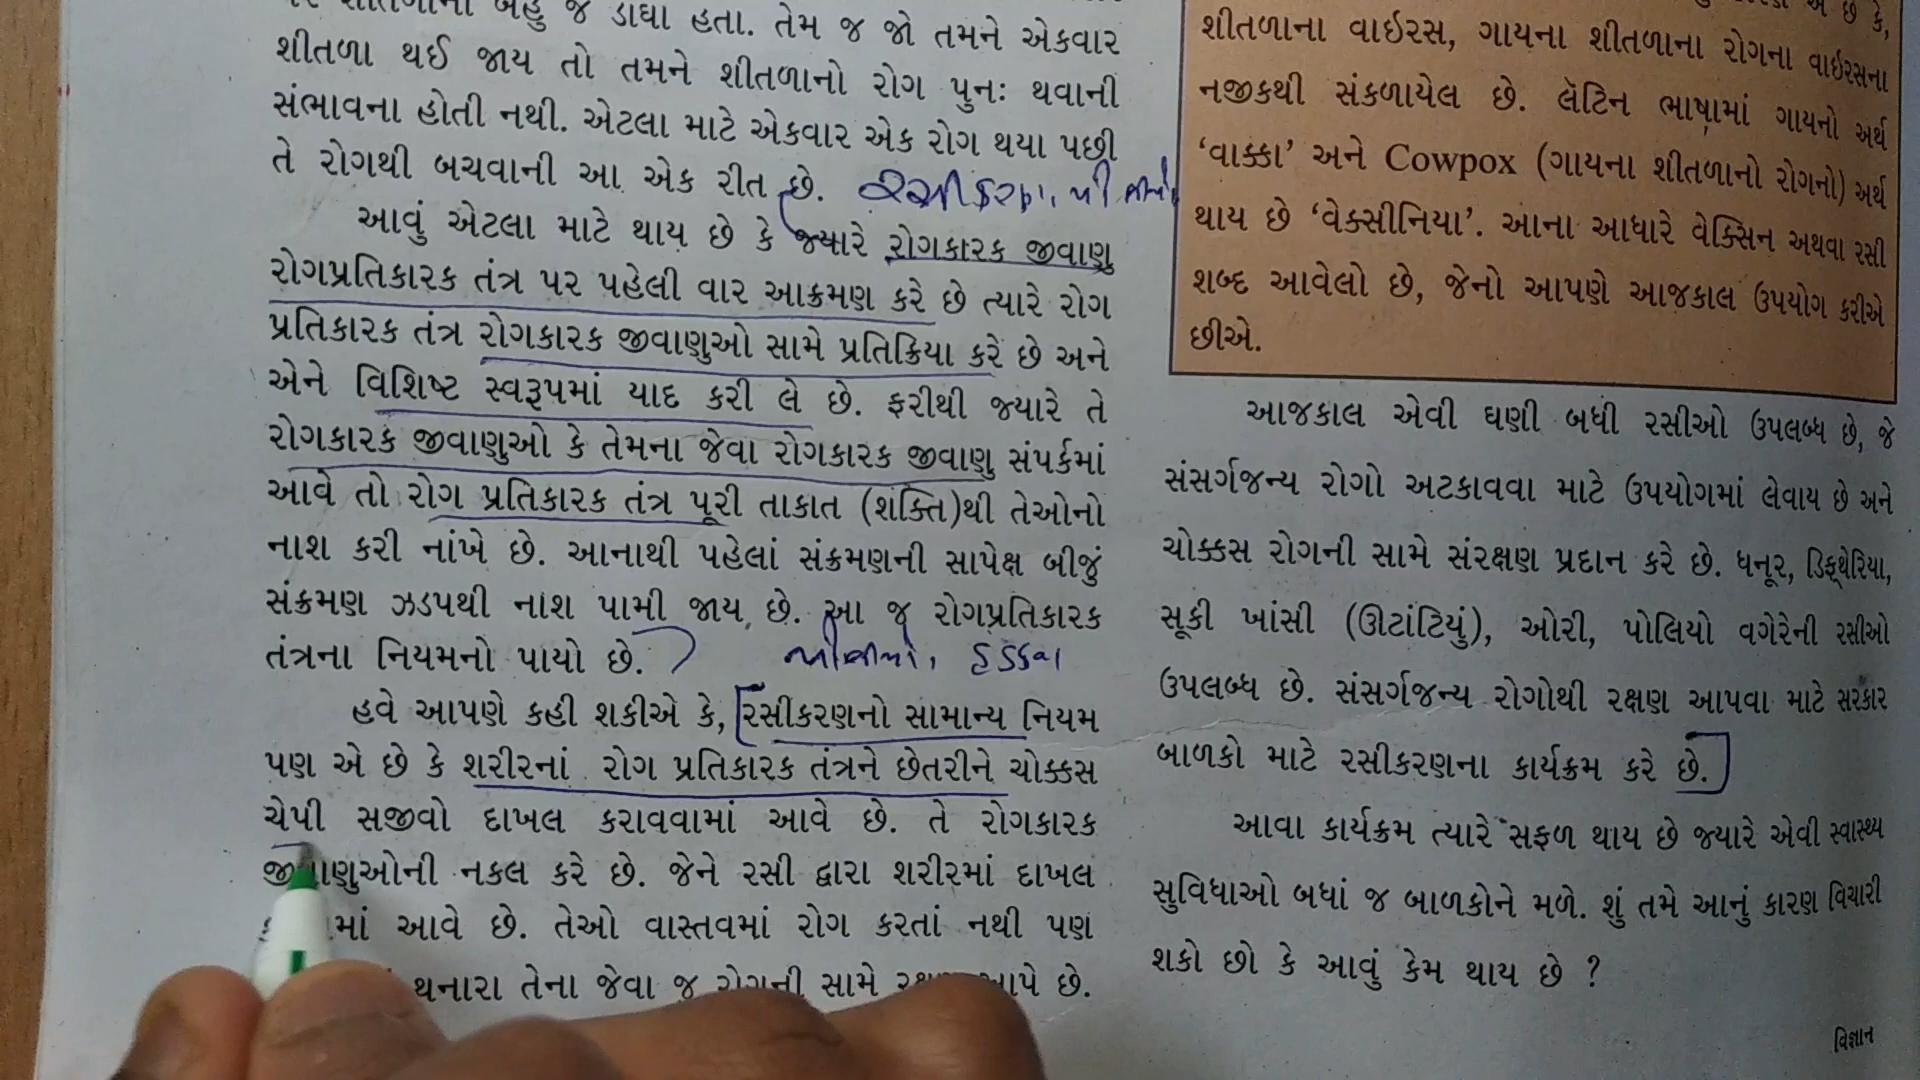 બહુ જ ડાઘા હતા. તેમ જ જો તમને એકવાર
શીતળા થઈ જાય તો તમને શીતળાનો રોગ પુનઃ થવાની
સંભાવના હોતી નથી. એટલા માટે એકવાર એક રોગ થયા પછી
તે રોગથી બચવાની આ એક રીત છે.
આવું એટલા માટે થાય છે કે જ્યારે રોગકારક જીવાણુ
રોગપ્રતિકારક તંત્ર પર પહેલી વાર આક્રમણ કરે છે ત્યારે રોગ
પ્રતિકારક તંત્ર રોગકારક જીવાણુઓ સામે પ્રતિક્રિયા કરે છે અને
એને વિશિષ્ટ સ્વરૂપમાં યાદ કરી લે છે. ફરીથી જ્યારે તે
રોગકારક જીવાણુઓ કે તેમના જેવા રોગકારક જીવાણુ સંપર્કમાં
આવે તો રોગ પ્રતિકારક તંત્ર પૂરી તાકાત (શક્તિ)થી તેઓનો
નાશ કરી નાંખે છે. આનાથી પહેલાં સંક્રમણની સાપેક્ષ બીજું
સંક્રમણ ઝડપથી નાશ પામી જાય છે. આ જ રોગપ્રતિકારક
તંત્રના નિયમનો પાયો છે.
હડકવા
હવે આપણે કહી શકીએ કે, રસીકરણનો સામાન્ય નિયમ
પણ એ છે કે શરીરનાં રોગ પ્રતિકારક તંત્રને છેતરીને ચોક્કસ
ચેપી સજીવો દાખલ કરાવવામાં આવે છે. તે રોગકારક
જીવાણુઓની નકલ કરે છે. જેને રસી દ્વારા શરીરમાં દાખલ
આવે છે. તેઓ વાસ્તવમાં રોગ કરતાં નથી પણ
થનારા તેના જેવા જ રોગની સામે છે.
શીતળાના વાઇરસ, ગાયના શીતળાના રોગના વાઇરસના
નજીકથી સંકળાયેલ છે. લૅટિન ભાષામાં ગાયનો અર્થ
‘વાક્કા’ અને Cowpox (ગાયના શીતળાનો રોગનો) અર્થ
થાય છે ‘વેક્સીનિયા’. આના આધારે વેક્સિન અથવા રસી
શબ્દ આવેલો છે, જેનો આપણે આજકાલ ઉપયોગ કરીએ
છીએ.
આજકાલ એવી ઘણી બધી રસીઓ ઉપલબ્ધ છે, જે
સંસર્ગજન્ય રોગો અટકાવવા માટે ઉપયોગમાં લેવાય છે અને
ચોક્કસ રોગની સામે સંરક્ષણ પ્રદાન કરે છે. ધનૂર, ડિફ્થેરિયા,
સૂકી ખાંસી (ઊટાંટિયું), ઓરી, પોલિયો વગેરેની રસીઓ
ઉપલબ્ધ છે. સંસર્ગજન્ય રોગોથી રક્ષણ આપવા માટે સરકાર
બાળકો માટે રસીકરણના કાર્યક્રમ કરે છે.
આવા કાર્યક્રમ ત્યારે સફળ થાય છે જ્યારે એવી સ્વાસ્થ્ય
સુવિધાઓ બધાં જ બાળકોને મળે. શું તમે આનું કારણ વિચારી
શકો છો કે આવું કેમ થાય છે ?
વિજ્ઞાન